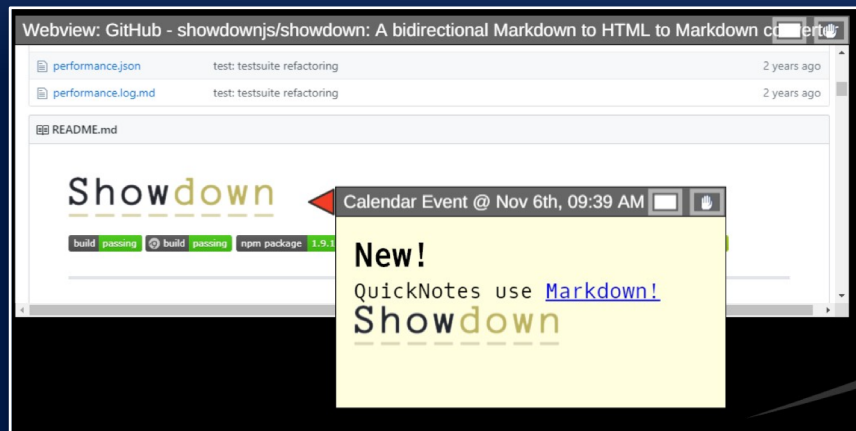 Webview: GitHub - showdownjs/showdown: A bidirectional Markdown to HTML to Markdown converter
performance.json test: testsuite refactoring 2 years ago
performance.log.md test: testsuite refactoring 2 years ago
README.md
Showdown
build passing build passing npm package 1.9.1
Calendar Event @ Nov 6th, 09:39 AM
New!
QuickNotes use Markdown!
Showdown